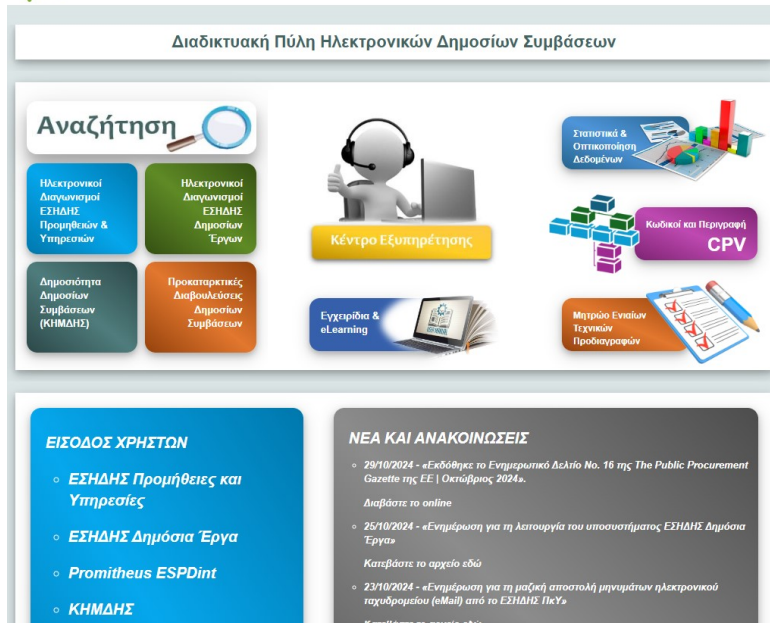 Διαδικτυακή Πύλη Ηλεκτρονικών Δημοσίων Συμβάσεων
Αναζήτηση
Ηλεκτρονικοί
Διαγωνισμοί
ΕΣΗΔΗΣ
Προμηθειών &
Υπηρεσιών
Ηλεκτρονικοί
Διαγωνισμοί
ΕΣΗΔΗΣ
Δημοσίων
Έργων
Δημοσιότητα
Δημοσίων
Συμβάσεων
(ΚΗΜΔΗΣ)
Προκαταρκτικές
Διαβουλεύσεις
Δημοσίων
Συμβάσεων
Κέντρο Εξυπηρέτησης
Εγχειρίδια &
eLearning
Στατιστικά &
Οπτικοποίηση
Δεδομένων
Κωδικοί και Περιγραφή
CPV
Μητρώο Ενιαίων
Τεχνικών
Προδιαγραφών
ΕΙΣΟΔΟΣ ΧΡΗΣΤΩΝ
ΕΣΗΔΗΣ Προμήθειες και
Υπηρεσίες
ΕΣΗΔΗΣ Δημόσια Έργα
Promitheus ESPDint
ΚΗΜΔΗΣ
ΝΕΑ ΚΑΙ ΑΝΑΚΟΙΝΩΣΕΙΣ
29/10/2024 - «Εκδόθηκε το Ενημερωτικό Δελτίο No. 16 της The Public Procurement
Gazette της ΕΕ | Οκτώβριος 2024».
Διαβάστε το online
25/10/2024 - «Ενημέρωση για τη λειτουργία του υποσυστήματος ΕΣΗΔΗΣ Δημόσια
Έργα»
Κατεβάστε το αρχείο εδώ
23/10/2024 - «Ενημέρωση για τη μαζική αποστολή μηνυμάτων ηλεκτρονικού
ταχυδρομείου (eMail) από το ΕΣΗΔΗΣ ΠκΥ»